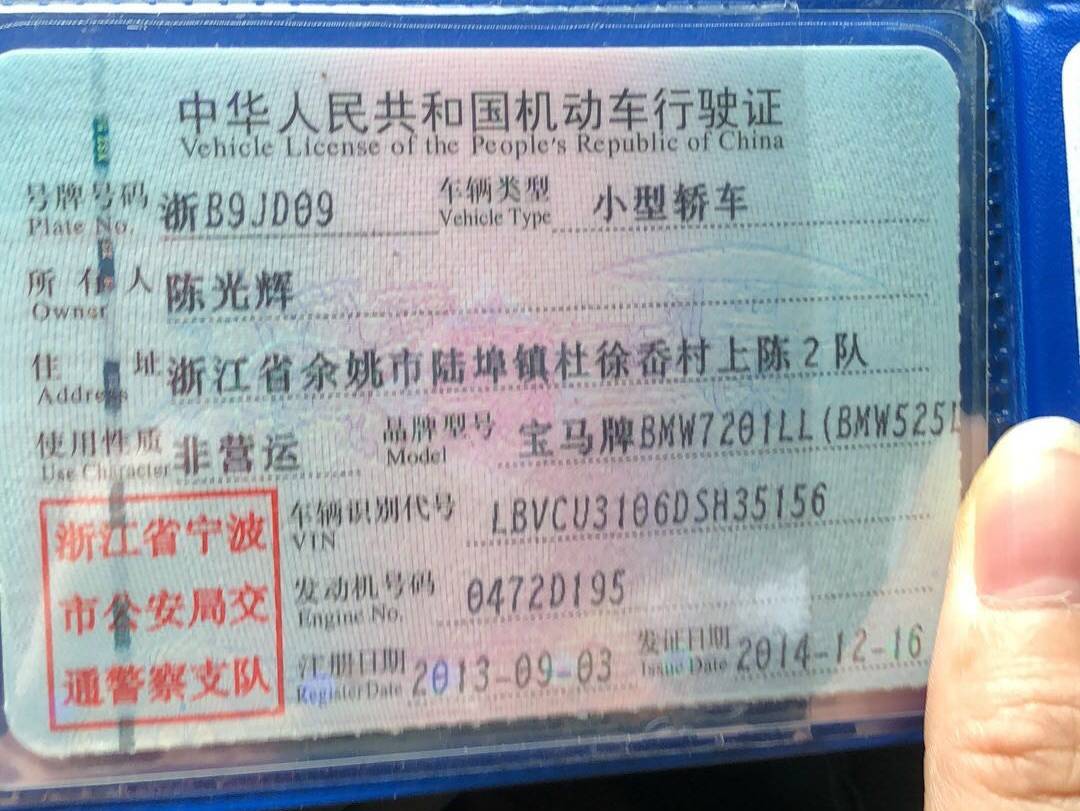 中华人民共和国机动车行驶证
Vehicle License of the People's Republic of China
号牌号码 浙B9JD09 车辆类型 小型轿车
Plate No. Vehicle Type
所有人 陈光辉
Owner
住址 浙江省余姚市陆埠镇杜徐岙村上陈2队
Address
使用性质 非营运 品牌型号 宝马牌BMW7201LL(BMW525L
Use Character Model
车辆识别代号 LBVCU3106DSH35156
VIN
发动机号码 0472D195
Engine No.
注册日期 2013-09-03 发证日期 2014-12-16
Register Date Issue Date
浙江省宁波
市公安局交
通警察支队